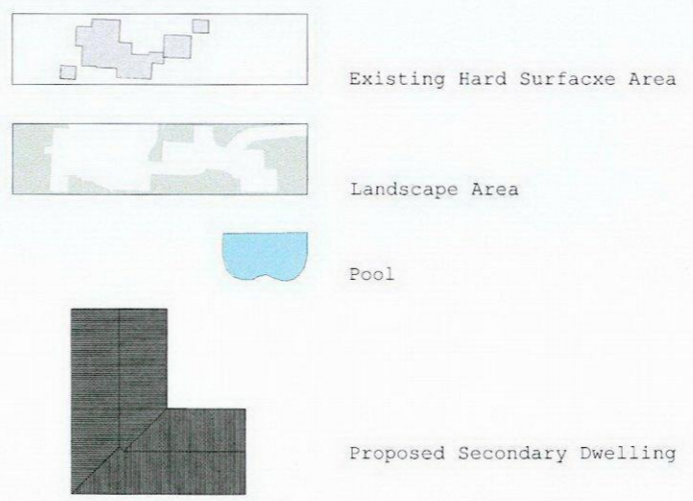 Existing Hard Surfacxe Area
Landscape Area
Pool
Proposed Secondary Dwelling